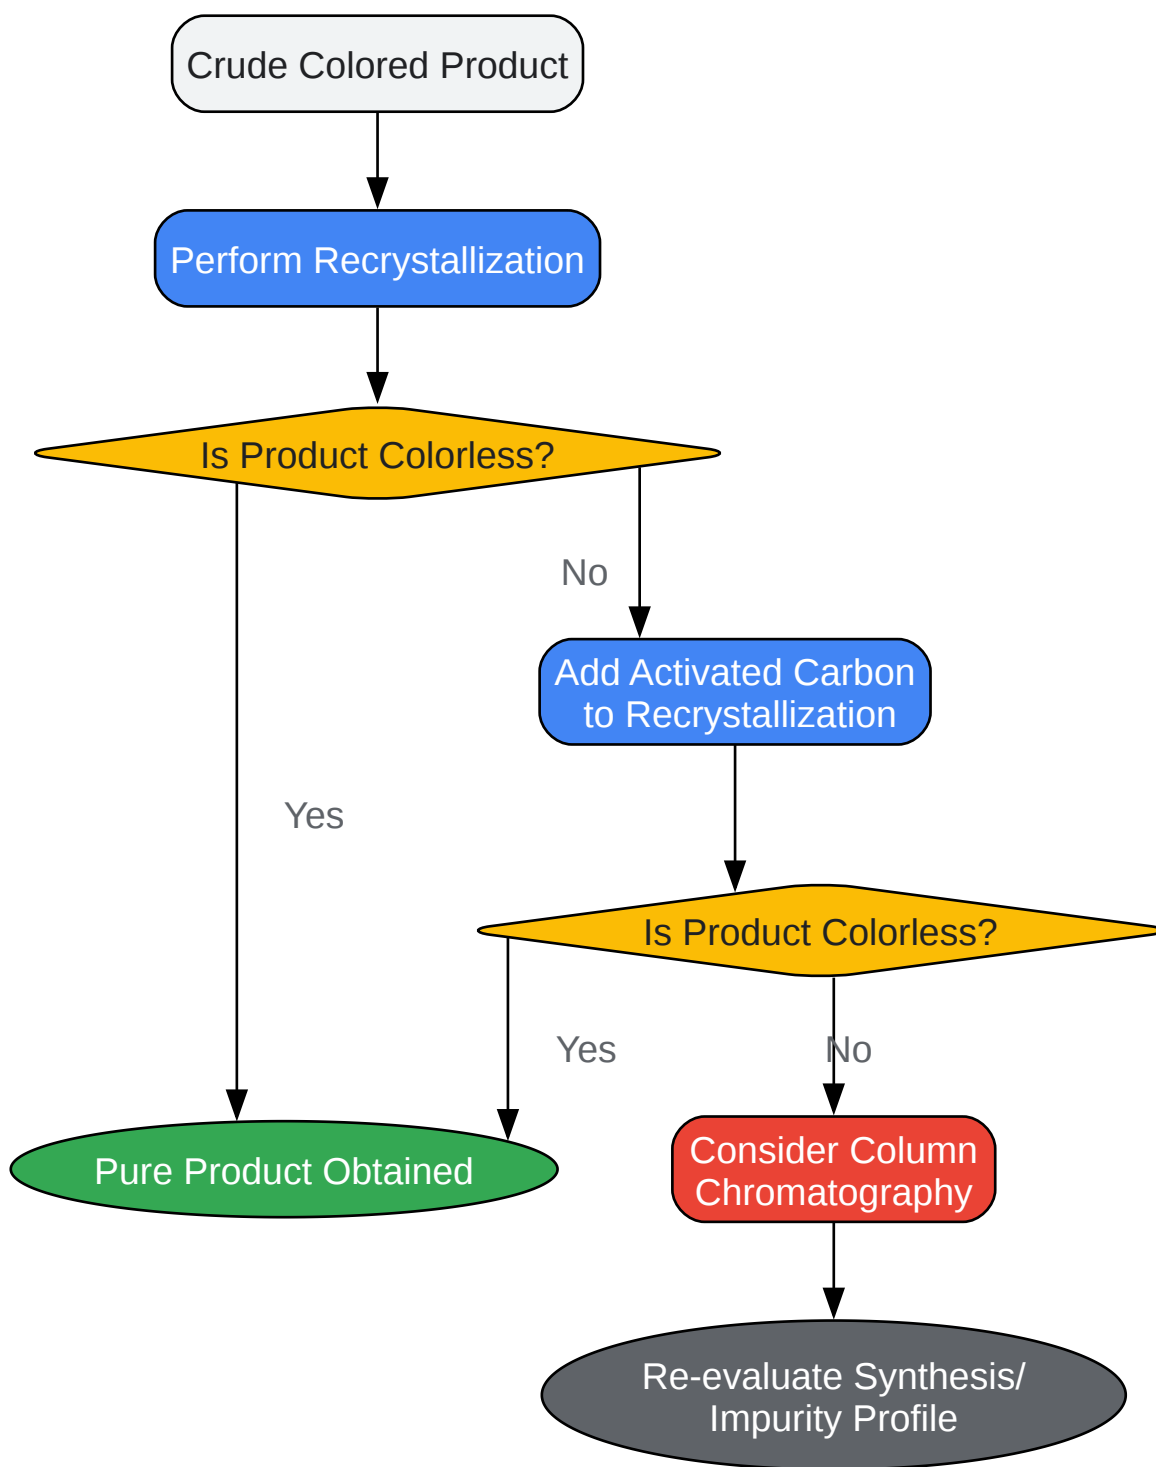 Crude Colored Product
Perform Recrystallization
Is Product Colorless?
No
Add Activated Carbon
to Recrystallization
Yes
Is Product Colorless?
Yes
No
Pure Product Obtained
Consider Column
Chromatography
Re-evaluate Synthesis/
Impurity Profile